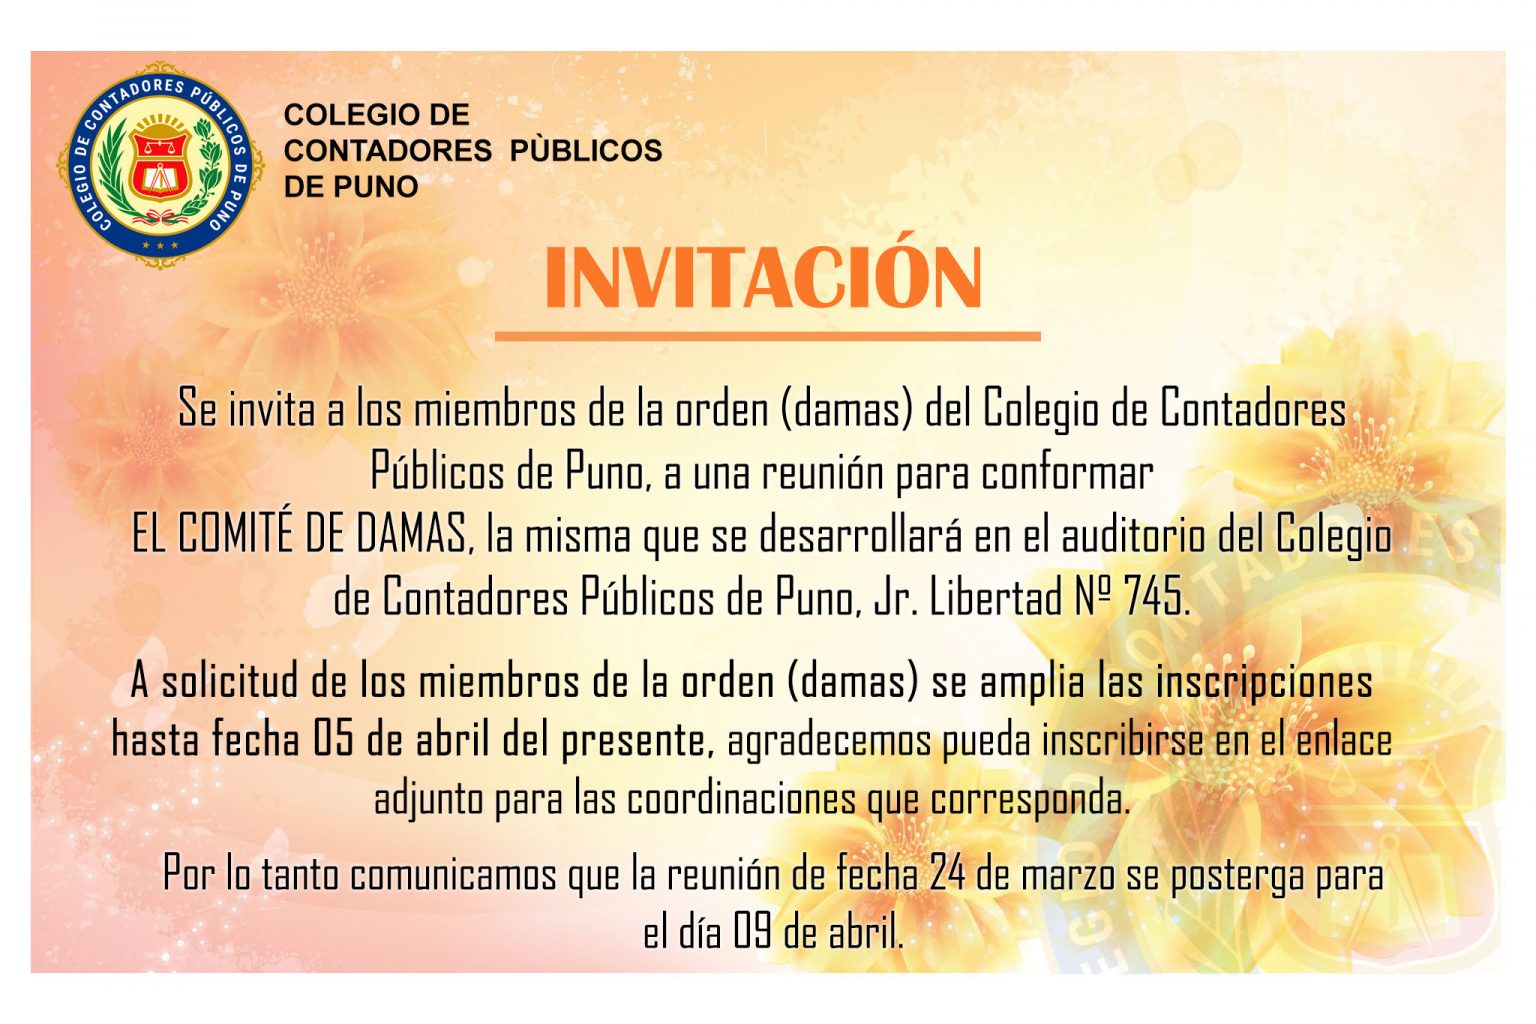 COLEGIO DE CONTADORES PÚBLICOS DE PUNO
COLEGIO DE
CONTADORES PÙBLICOS
DE PUNO
INVITACIÓN
Se invita a los miembros de la orden (damas) del Colegio de Contadores
Públicos de Puno, a una reunión para conformar
EL COMITÉ DE DAMAS, la misma que se desarrollará en el auditorio del Colegio
de Contadores Públicos de Puno, Jr. Libertad Nº 745.
A solicitud de los miembros de la orden (damas) se amplia las inscripciones
hasta fecha 05 de abril del presente, agradecemos pueda inscribirse en el enlace
adjunto para las coordinaciones que corresponda.
Por lo tanto comunicamos que la reunión de fecha 24 de marzo se posterga para
el día 09 de abril.